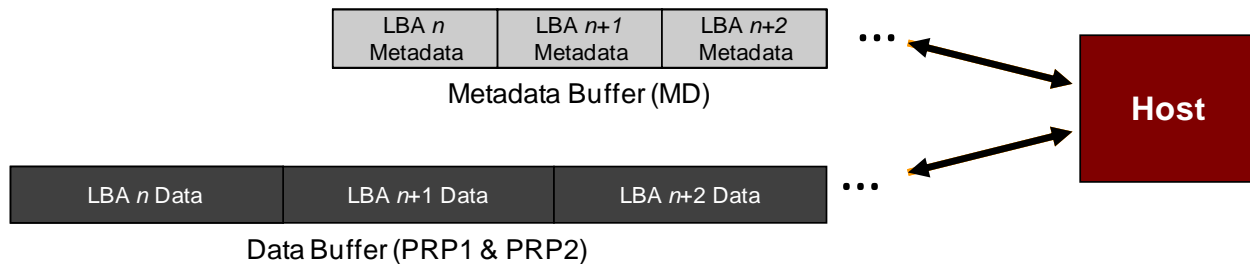 LBA n Metadata
LBA n+1 Metadata
LBA n+2 Metadata
...
Metadata Buffer (MD)
Host
LBA n Data
LBA n+1 Data
LBA n+2 Data
...
Data Buffer (PRP1 & PRP2)